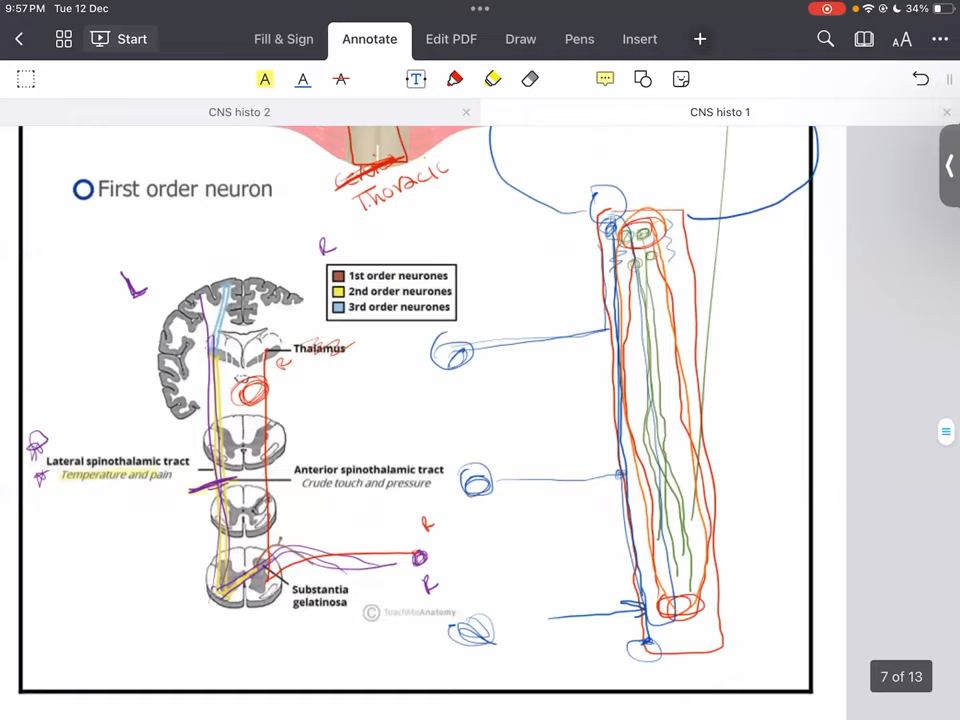 9:57 PM Tue 12 Dec
34%
Start
Fill & Sign
Annotate
Edit PDF
Draw
Pens
Insert
AA
A A A T
CNS histo 2
CNS histo 1
Thoracic
First order neuron
R
L
1st order neurones
2nd order neurones
3rd order neurones
Thalamus
R
Lateral spinothalamic tract
Temperature and pain
Anterior spinothalamic tract
Crude touch and pressure
R
R
Substantia
gelatinosa
© TeachMeAnatomy
7 of 13